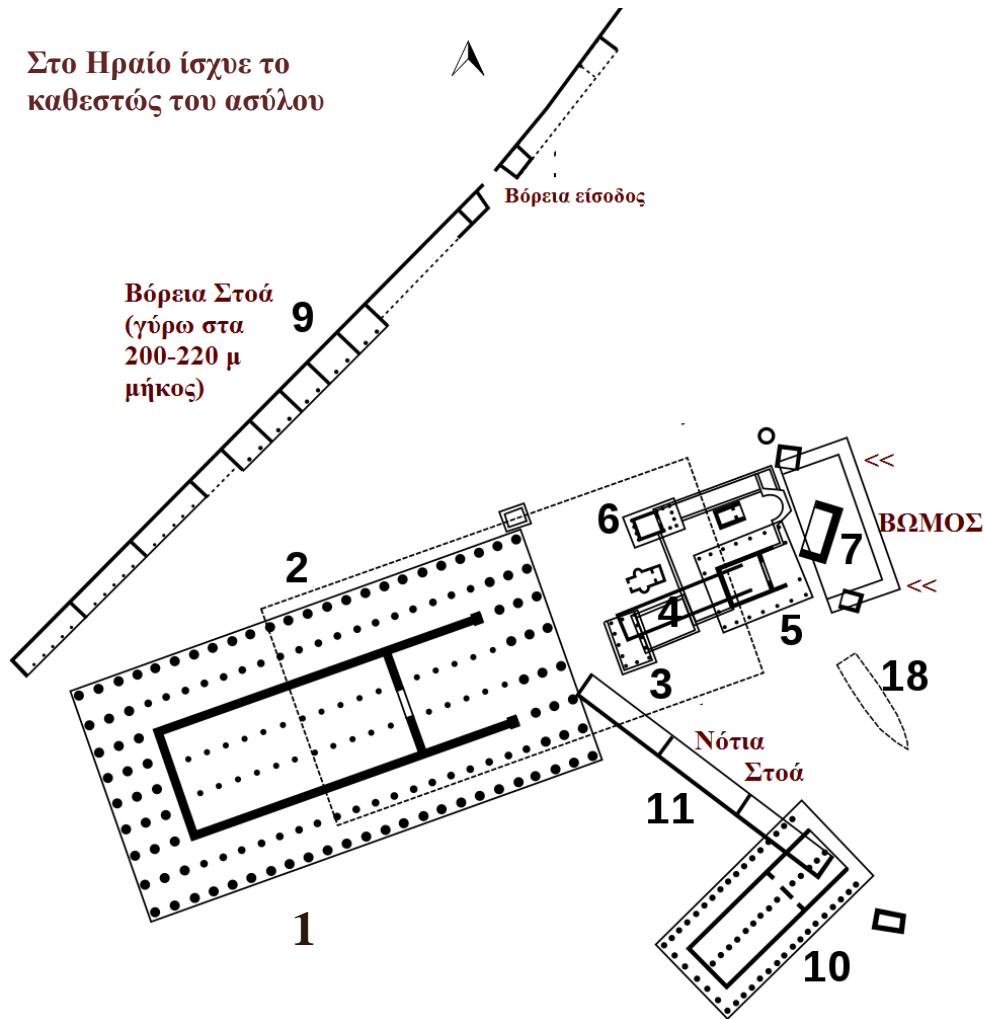 Στο Ηραίο ίσχυε το
καθεστώς του ασύλου
Βόρεια είσοδος
Βόρεια Στοά
(γύρω στα
200-220 μ
μήκος)
9
<<
6
ΒΩΜΟΣ
7
2
<<
4
5
3
18
Νότια
Στοά
11
1
10